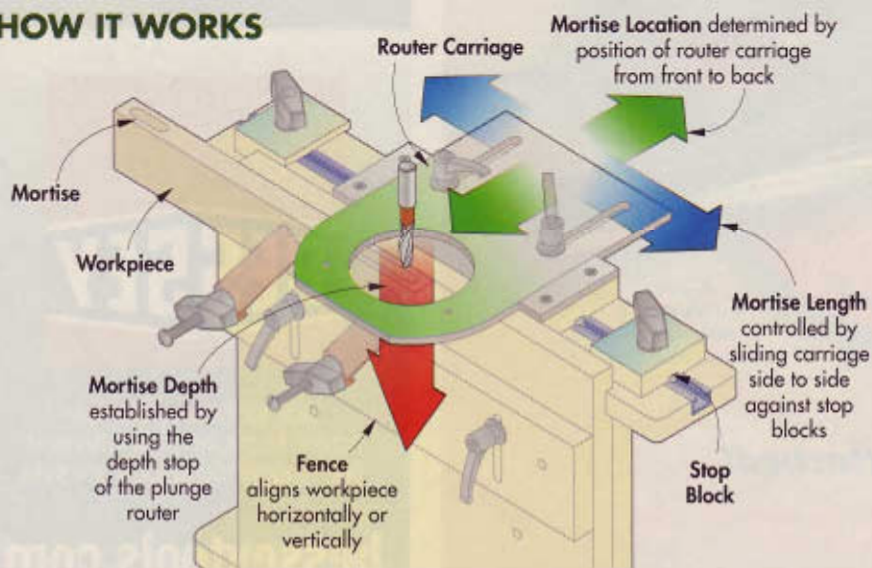 HOW IT WORKS
Router Carriage
Mortise Location determined by
position of router carriage
from front to back
Mortise
Workpiece
Mortise Depth
established by
using the
depth stop
of the plunge
router
Fence
aligns workpiece
horizontally or
vertically
Mortise Length
controlled by
sliding carriage
side to side
against stop
blocks
Stop
Block